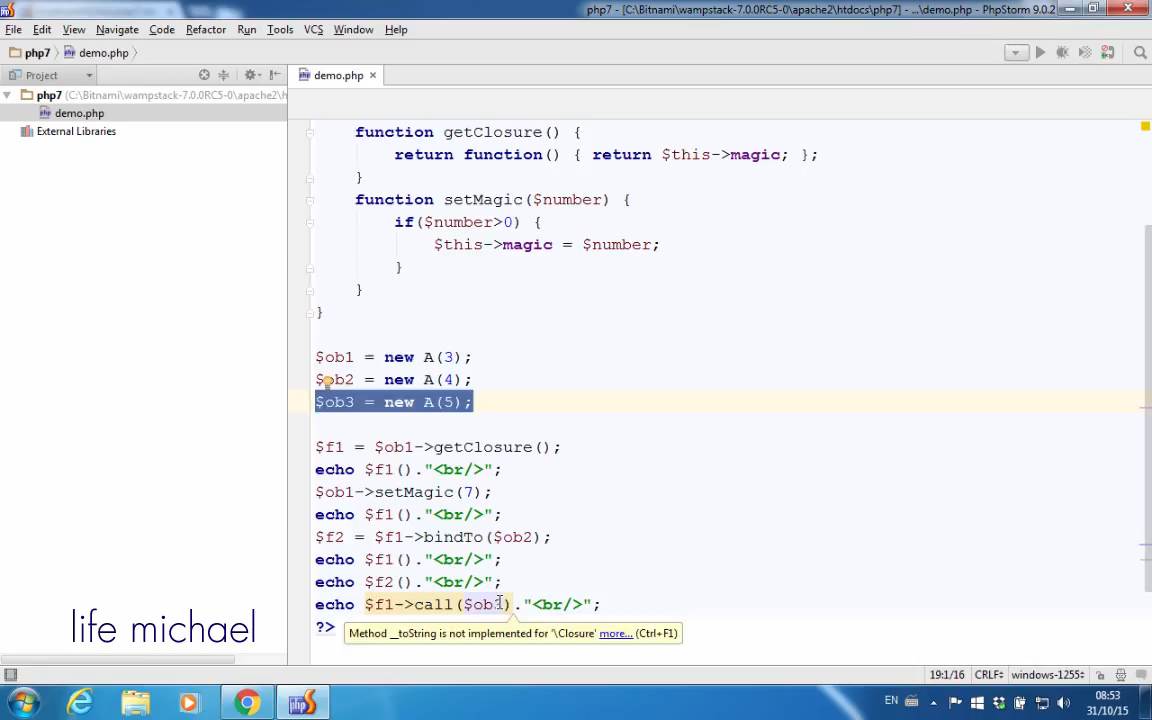 php7 - [C:\Bitnami\wampstack-7.0.0RC5-0\apache2\htdocs\php7] - ...\demo.php - PhpStorm 9.0.2
File Edit View Navigate Code Refactor Run Tools VCS Window Help
php7 demo.php
Project
demo.php
php7 (C:\Bitnami\wampstack-7.0.0RC5-0\apache2\h
demo.php
External Libraries
function getClosure() {
return function() { return $this->magic; };
}
function setMagic($number) {
if($number>0) {
$this->magic = $number;
}
}
}
$ob1 = new A(3);
$ob2 = new A(4);
$ob3 = new A(5);
$f1 = $ob1->getClosure();
echo $f1()."<br/>";
$ob1->setMagic(7);
echo $f1()."<br/>";
$f2 = $f1->bindTo($ob2);
echo $f1()."<br/>";
echo $f2()."<br/>";
echo $f1->call($ob3)."<br/>";
?>
Method __toString is not implemented for '\Closure' more... (Ctrl+F1)
life michael
19:1/16 CRLF÷ windows-1255÷
EN 08:53
31/10/15